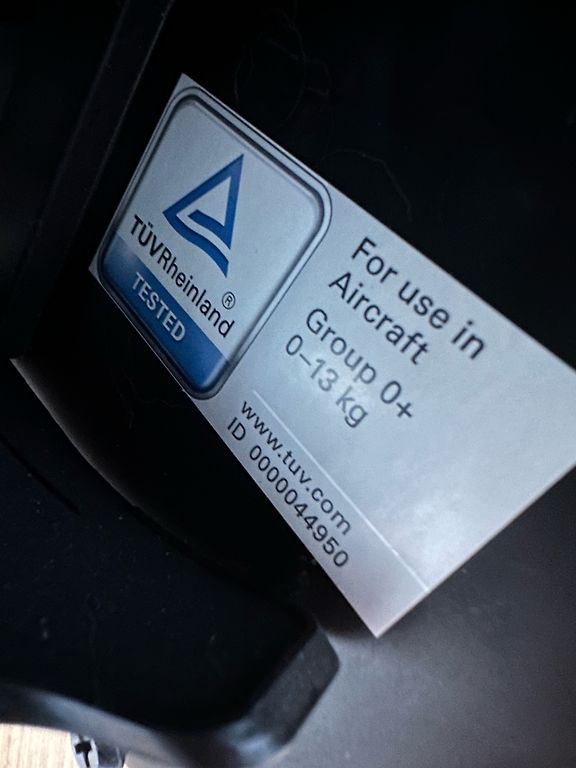 TÜVRheinland®
TESTED
For use in
Aircraft
Group 0+
0–13 kg
www.tuv.com
ID 0000044950